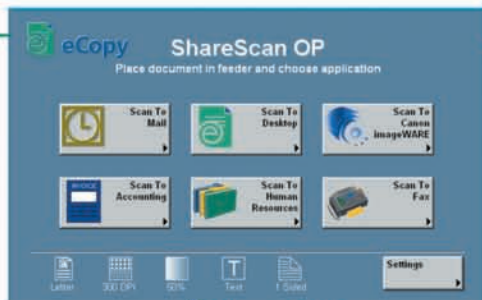 eCopy
ShareScan OP
Place document in feeder and choose application
Scan To
Mail
Scan To
Desktop
Scan To
Canon
imageWARE
INVOICE
Scan To
Accounting
Scan To
Human
Resources
Scan To
Fax
Letter
300 DPI
50%
Text
1 Sided
Settings